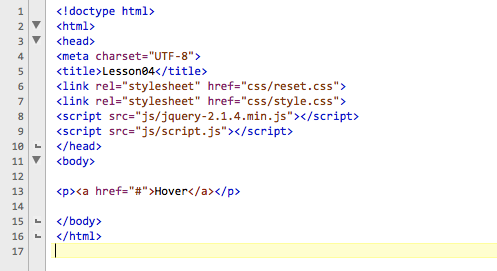 1 <!doctype html>
2 <html>
3 <head>
4 <meta charset="UTF-8">
5 <title>Lesson04</title>
6 <link rel="stylesheet" href="css/reset.css">
7 <link rel="stylesheet" href="css/style.css">
8 <script src="js/jquery-2.1.4.min.js"></script>
9 <script src="js/script.js"></script>
10 </head>
11 <body>
12
13 <p><a href="#">Hover</a></p>
14
15 </body>
16 </html>
17